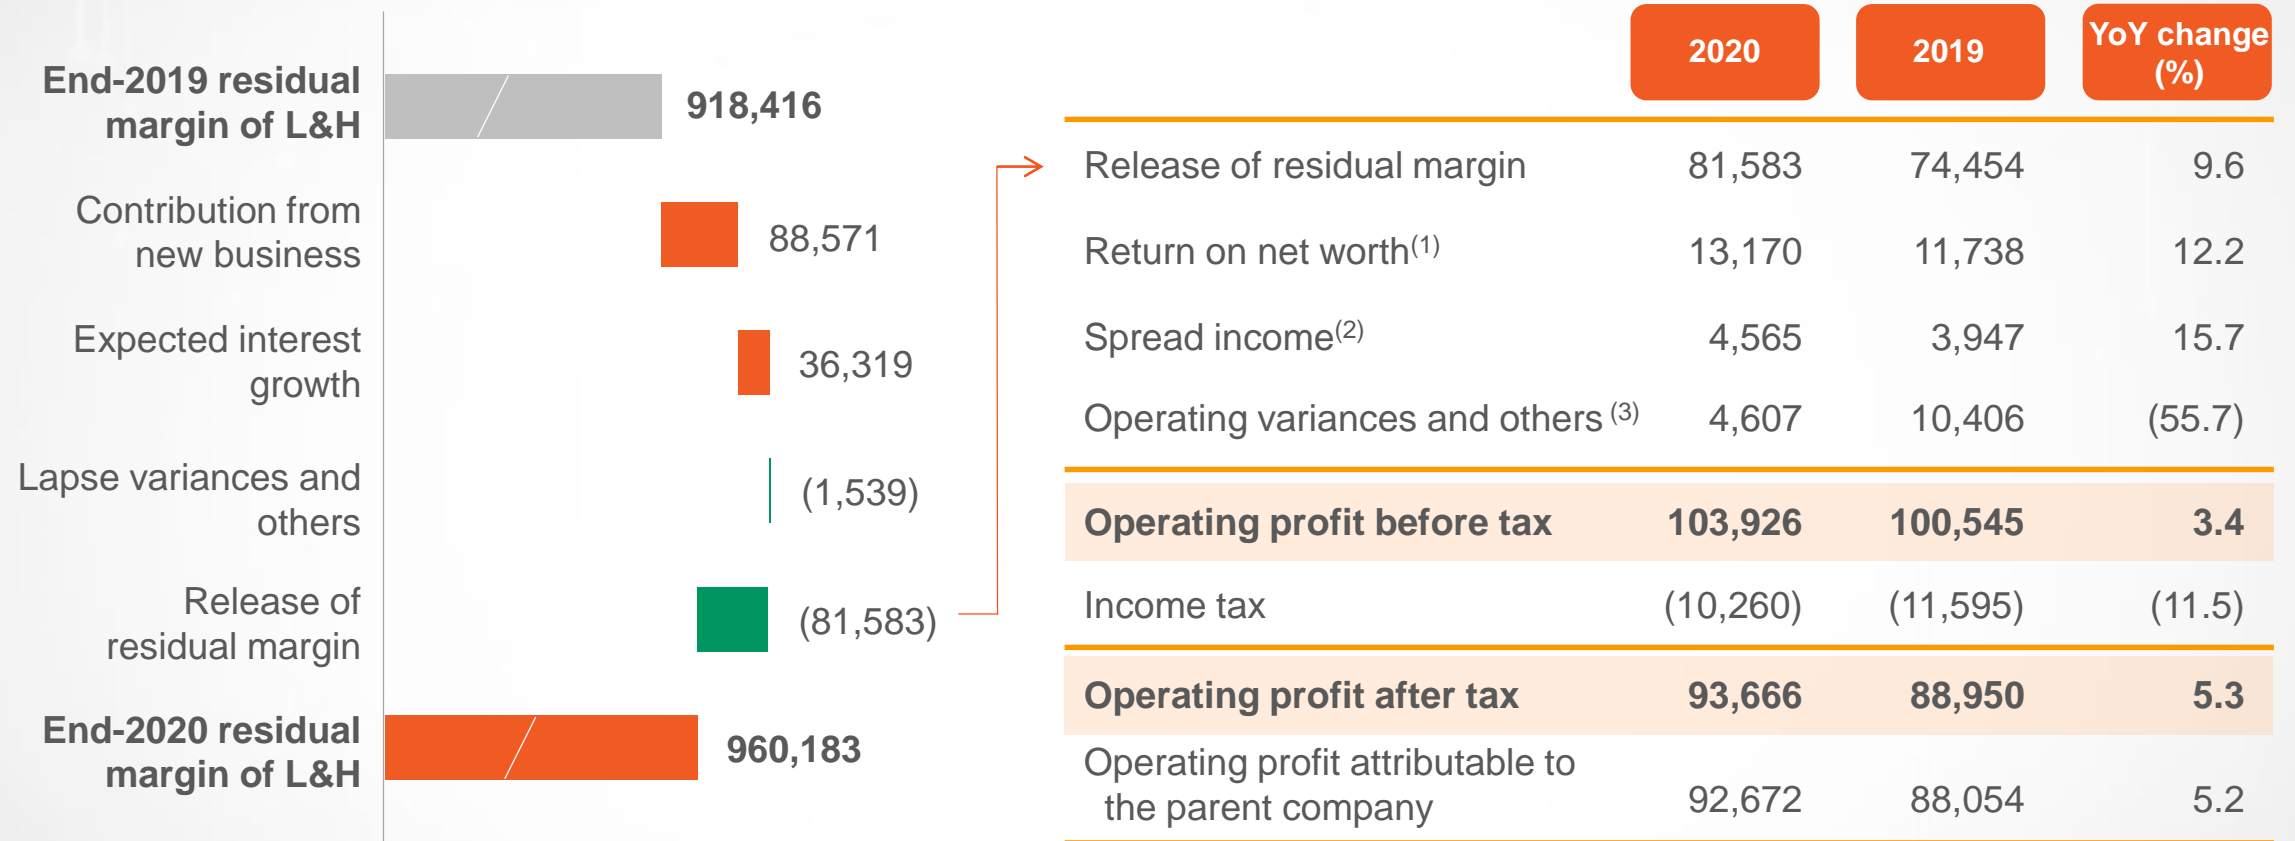 End-2019 residual
margin of L&H
918,416
Contribution from
new business
88,571
Expected interest
growth
36,319
Lapse variances and
others
(1,539)
Release of
residual margin
(81,583)
End-2020 residual
margin of L&H
960,183
2020 2019 YoY change
(%)
Release of residual margin 81,583 74,454 9.6
Return on net worth(1) 13,170 11,738 12.2
Spread income(2) 4,565 3,947 15.7
Operating variances and others (3) 4,607 10,406 (55.7)
Operating profit before tax 103,926 100,545 3.4
Income tax (10,260) (11,595) (11.5)
Operating profit after tax 93,666 88,950 5.3
Operating profit attributable to
the parent company 92,672 88,054 5.2